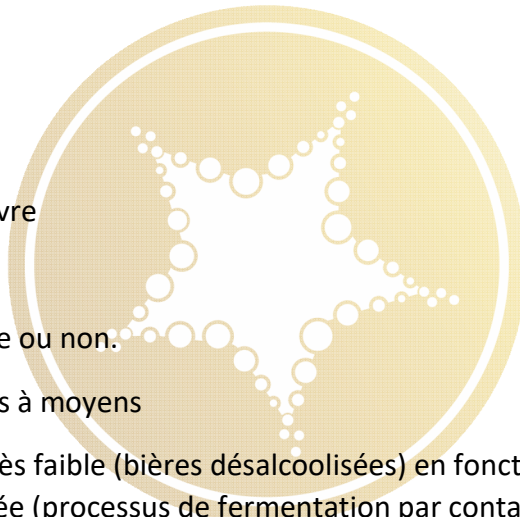 vre
e ou non.
s à moyens
ès faible (bières désalcoolisées) en fonct
ée (processus de fermentation par conta